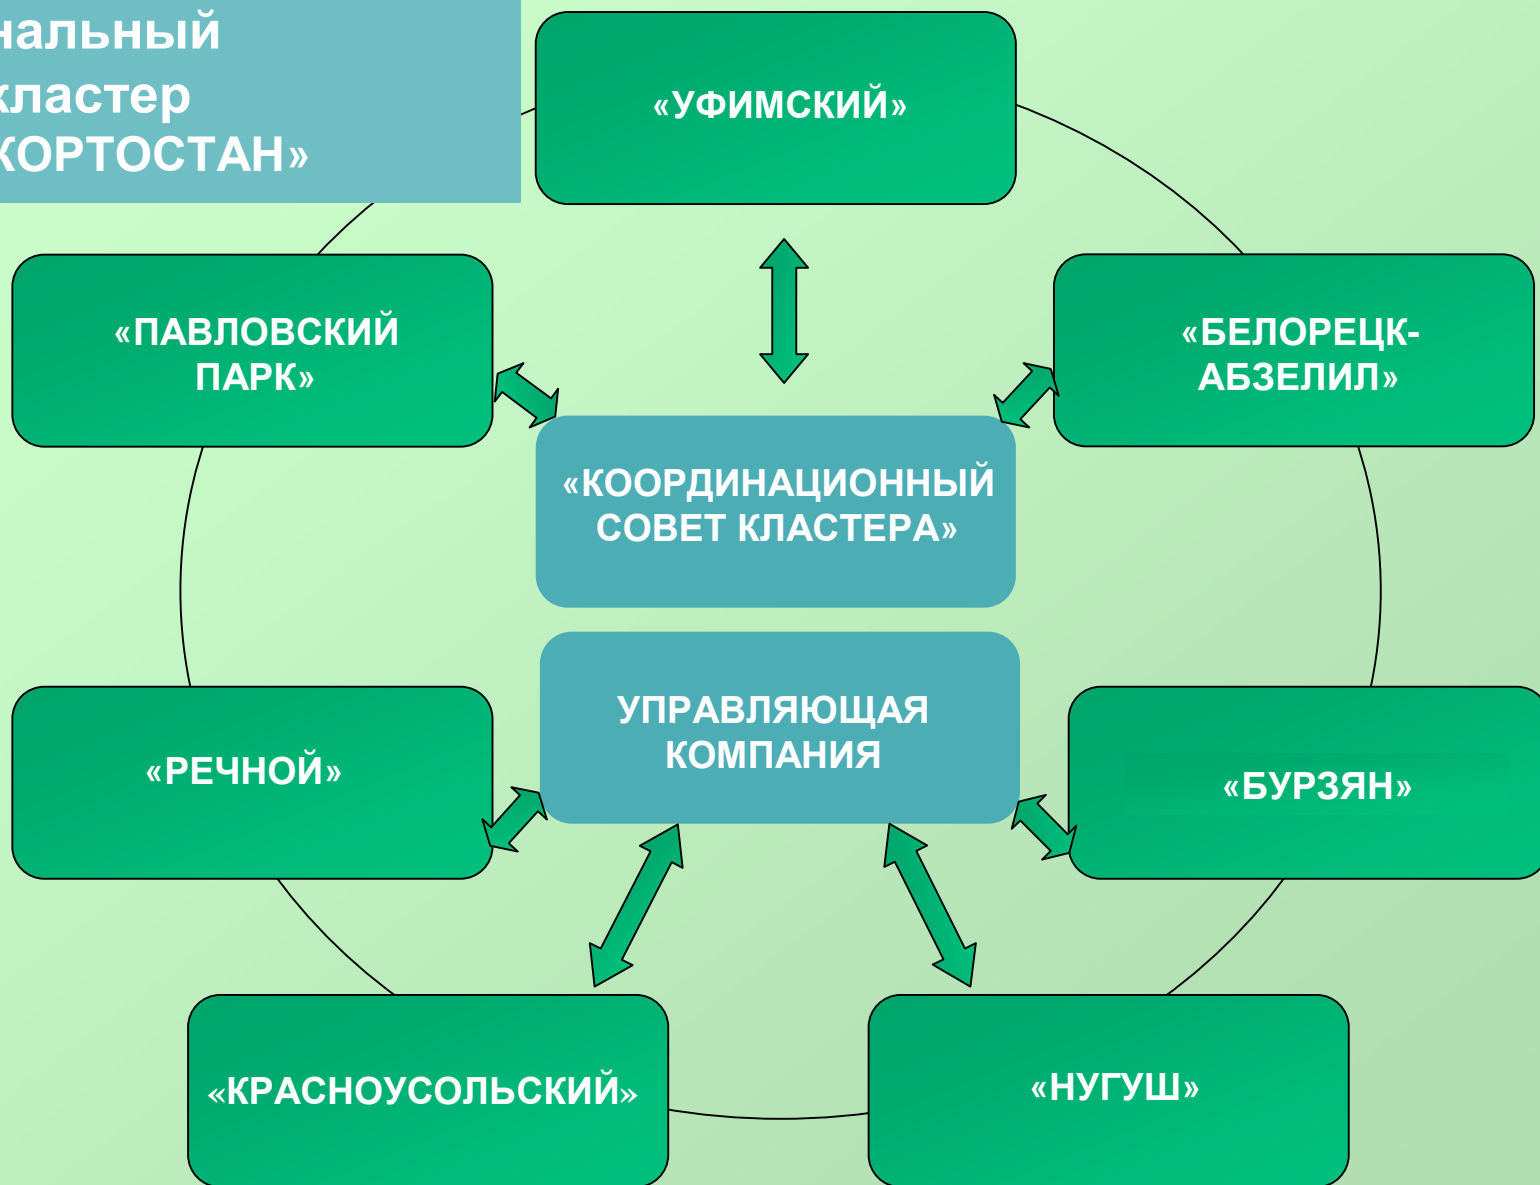 нальный
кластер
КОРТОСТАН»
«УФИМСКИЙ»
«ПАВЛОВСКИЙ
ПАРК»
«БЕЛОРЕЦК-
АБЗЕЛИЛ»
«КООРДИНАЦИОННЫЙ
СОВЕТ КЛАСТЕРА»
УПРАВЛЯЮЩАЯ
КОМПАНИЯ
«РЕЧНОЙ»
«БУРЗЯН»
«КРАСНОУСОЛЬСКИЙ»
«НУГУШ»